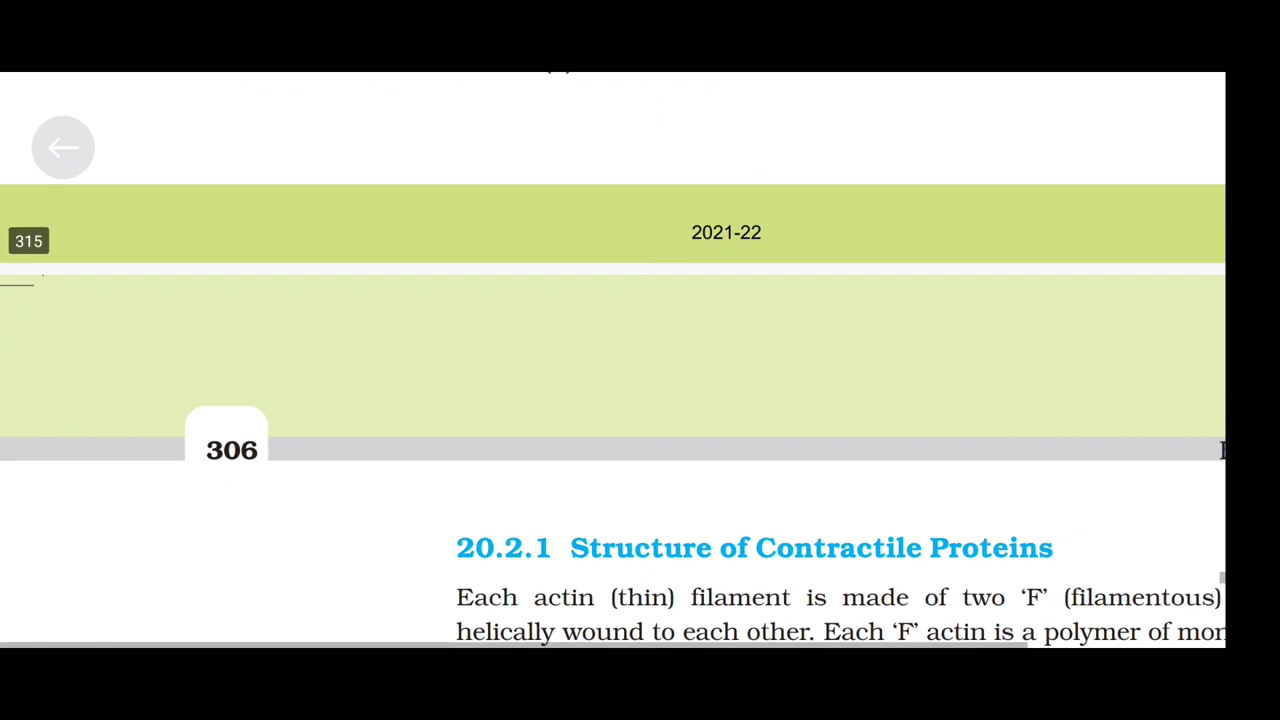 315
2021-22
306
20.2.1 Structure of Contractile Proteins
Each actin (thin) filament is made of two ‘F’ (filamentous)
helically wound to each other. Each ‘F’ actin is a polymer of